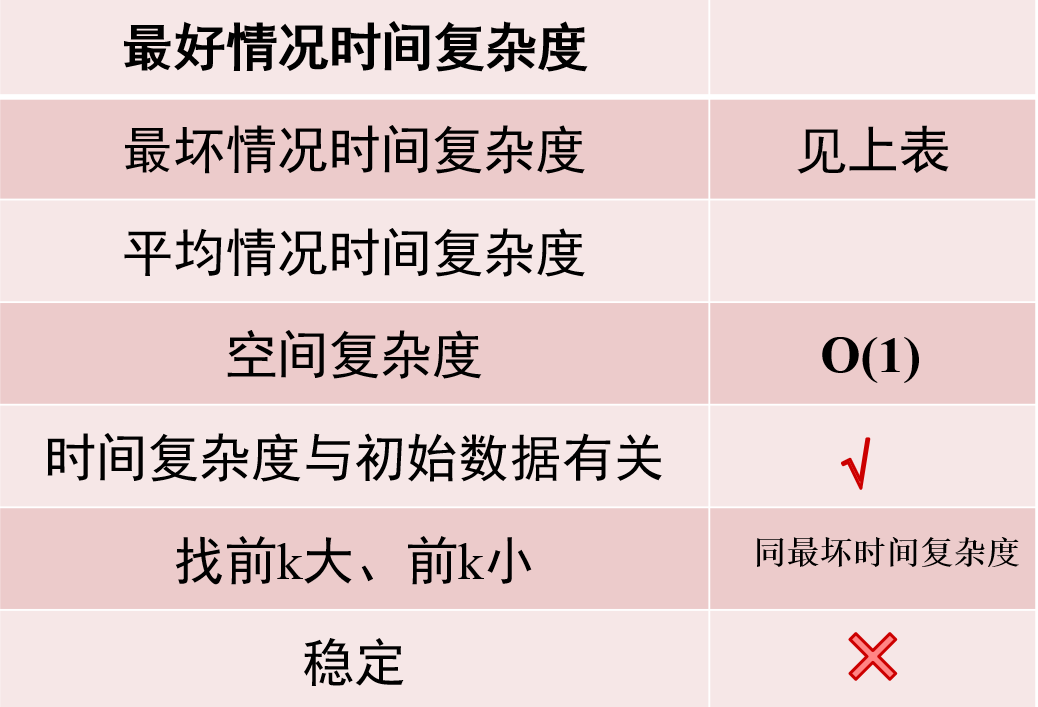 最好情况时间复杂度
最坏情况时间复杂度 见上表
平均情况时间复杂度
空间复杂度 O(1)
时间复杂度与初始数据有关 √
找前k大、前k小 同最坏时间复杂度
稳定 ×